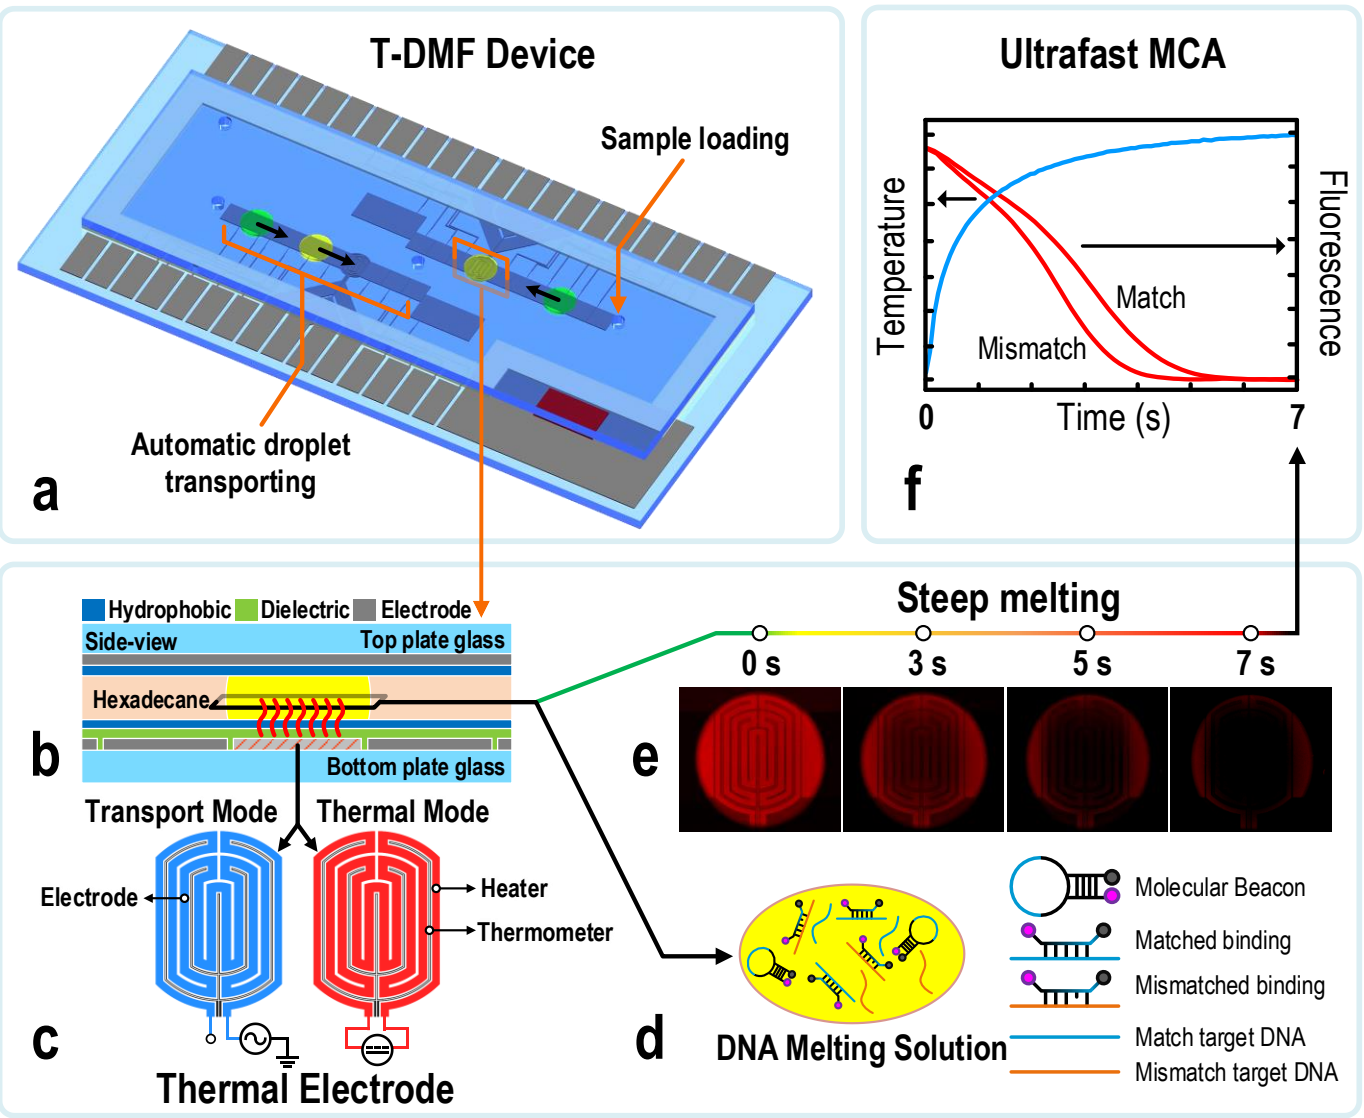 T-DMF Device
Sample loading
Automatic droplet
transporting
a
Ultrafast MCA
Temperature
Fluorescence
Match
Mismatch
0
Time (s)
7
f
Hydrophobic
Dielectric
Electrode
Side-view
Top plate glass
Hexadecane
Bottom plate glass
b
Transport Mode
Thermal Mode
Electrode
Heater
Thermometer
c
Thermal Electrode
Steep melting
0 s
3 s
5 s
7 s
e
d
DNA Melting Solution
Molecular Beacon
Matched binding
Mismatched binding
Match target DNA
Mismatch target DNA